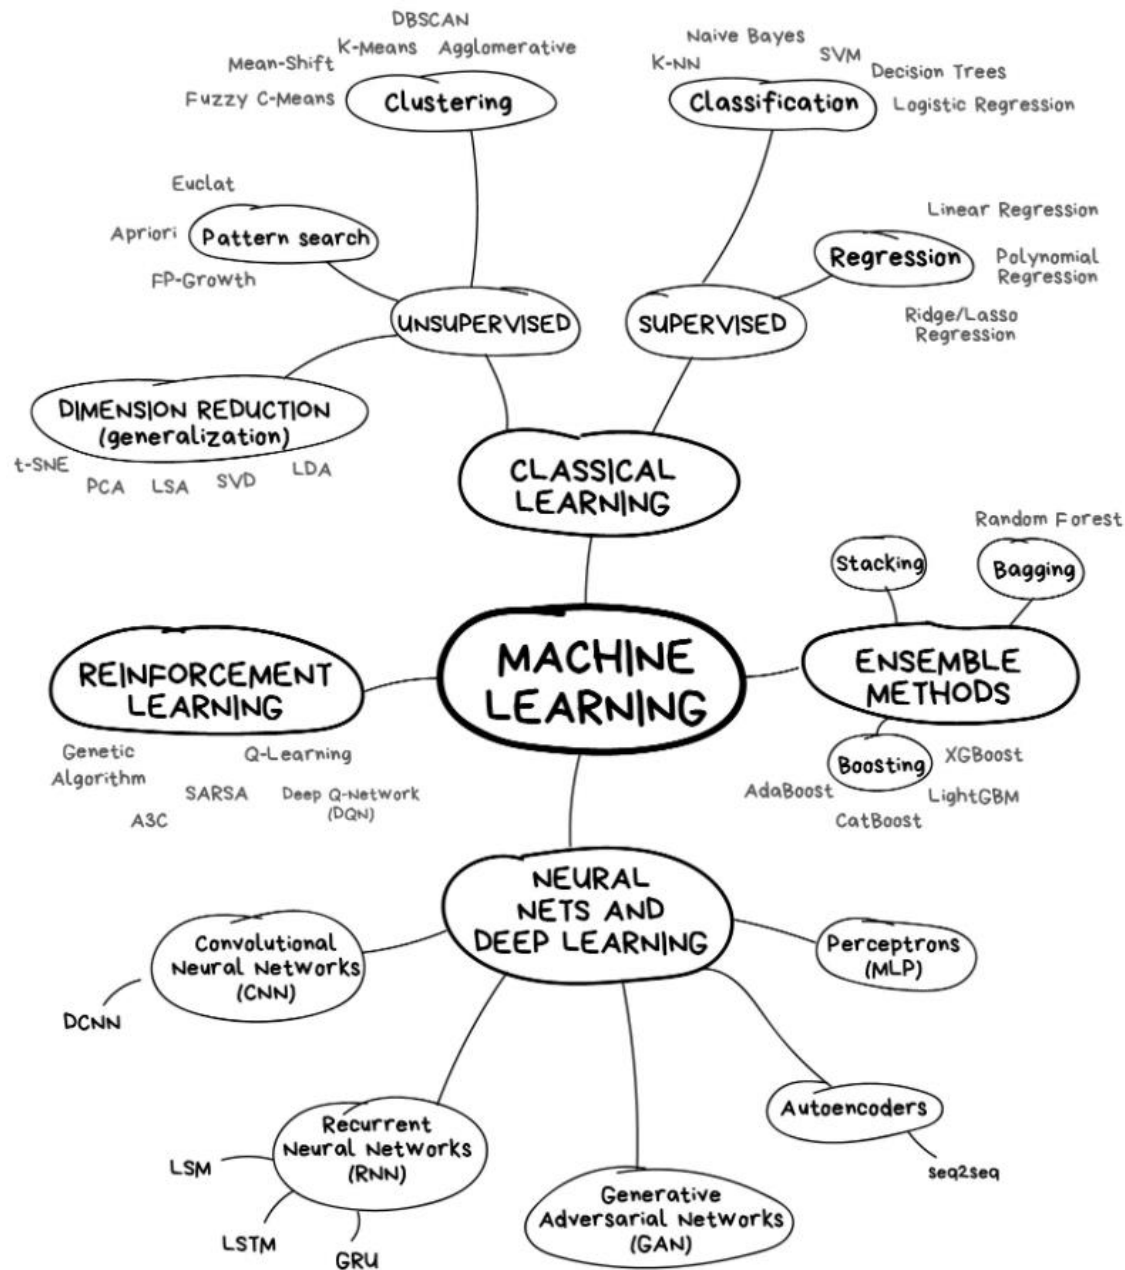 DBSCAN
K-Means
Agglomerative
Mean-Shift
Fuzzy C-Means
Clustering
Naive Bayes
K-NN
SVM
Decision Trees
Classification
Logistic Regression
Euclat
Apriori
Pattern search
FP-Growth
Linear Regression
Regression
Polynomial
Regression
Ridge/Lasso
Regression
UNSUPERVISED
SUPERVISED
DIMENSION REDUCTION
(generalization)
t-SNE
PCA
LSA
SVD
LDA
CLASSICAL
LEARNING
Random Forest
Stacking
Bagging
MACHINE
LEARNING
REINFORCEMENT
LEARNING
ENSEMBLE
METHODS
Genetic
Algorithm
Q-Learning
SARSA
Deep Q-Network
(DQN)
A3C
Boosting
XGBoost
AdaBoost
LightGBM
CatBoost
NEURAL
NETS AND
DEEP LEARNING
Convolutional
Neural Networks
(CNN)
DCNN
Perceptrons
(MLP)
Autoencoders
seq2seq
Recurrent
Neural Networks
(RNN)
LSM
LSTM
GRU
Generative
Adversarial Networks
(GAN)